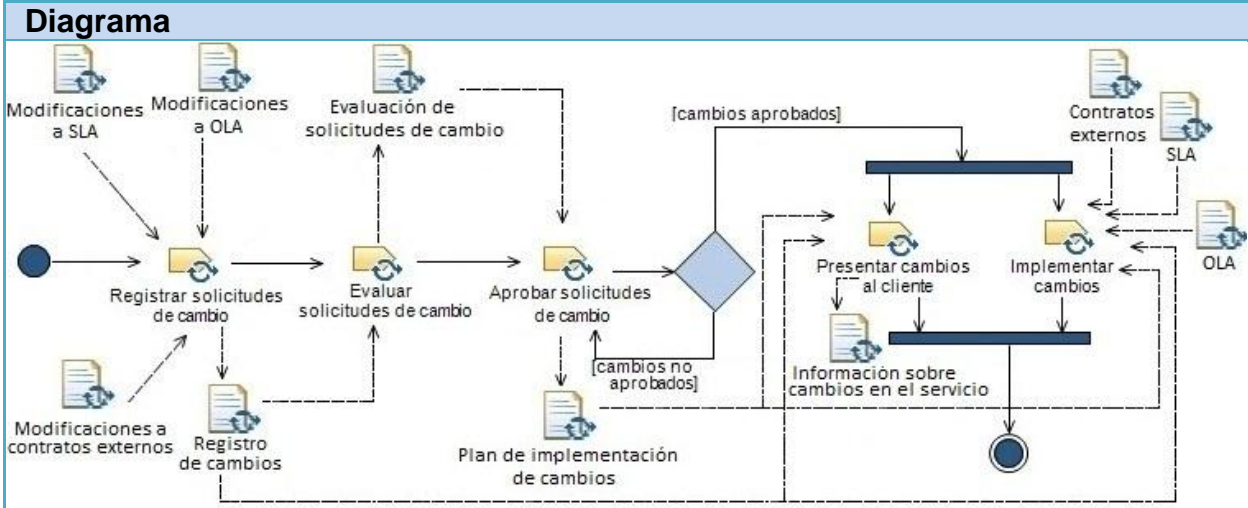 Diagrama
Modificaciones
a SLA
Modificaciones
a OLA
Evaluación de
solicitudes de cambio
[cambios aprobados]
Contratos
externos
SLA
OLA
Registrar solicitudes
de cambio
Evaluar
solicitudes de cambio
Aprobar solicitudes
de cambio
Presentar cambios
al cliente
Implementar
cambios
[cambios no
aprobados]
Información sobre
cambios en el servicio
Modificaciones a
contratos externos
Registro
de cambios
Plan de implementación
de cambios